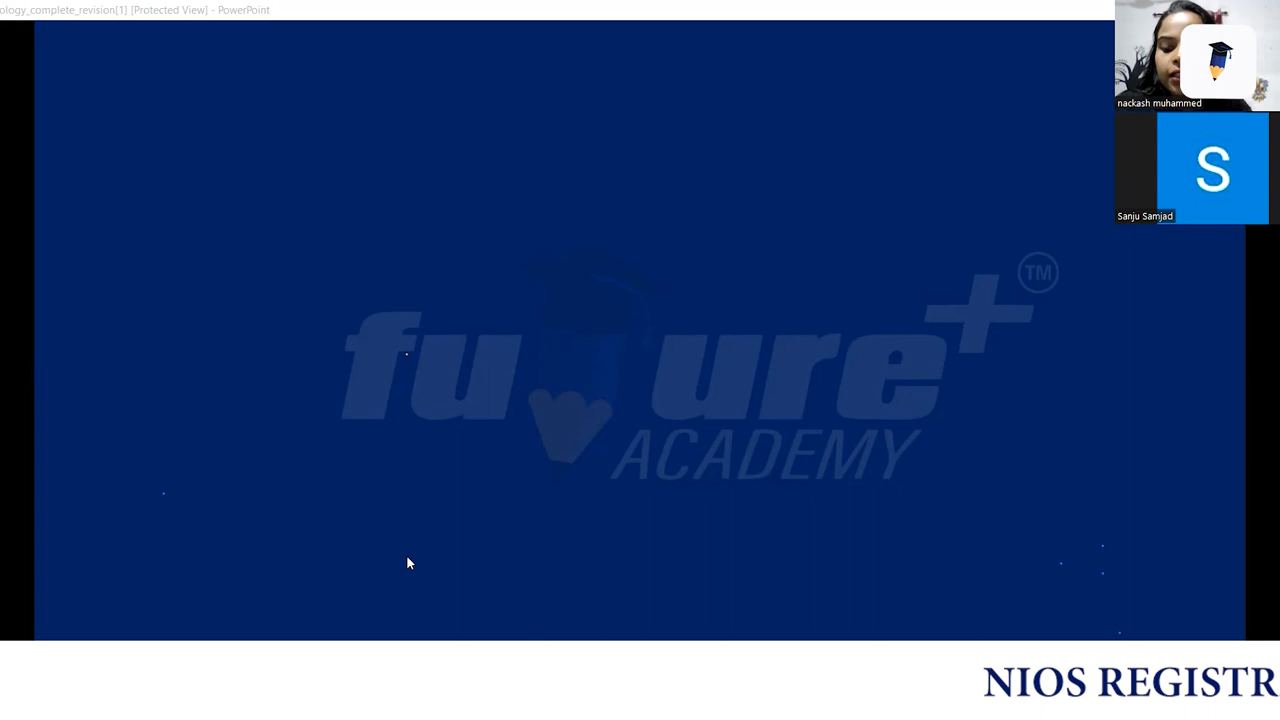 ology_complete_revision[1] [Protected View] - PowerPoint
nackash muhammed
S
Sanju Samjad
future+ TM
ACADEMY
NIOS REGISTR